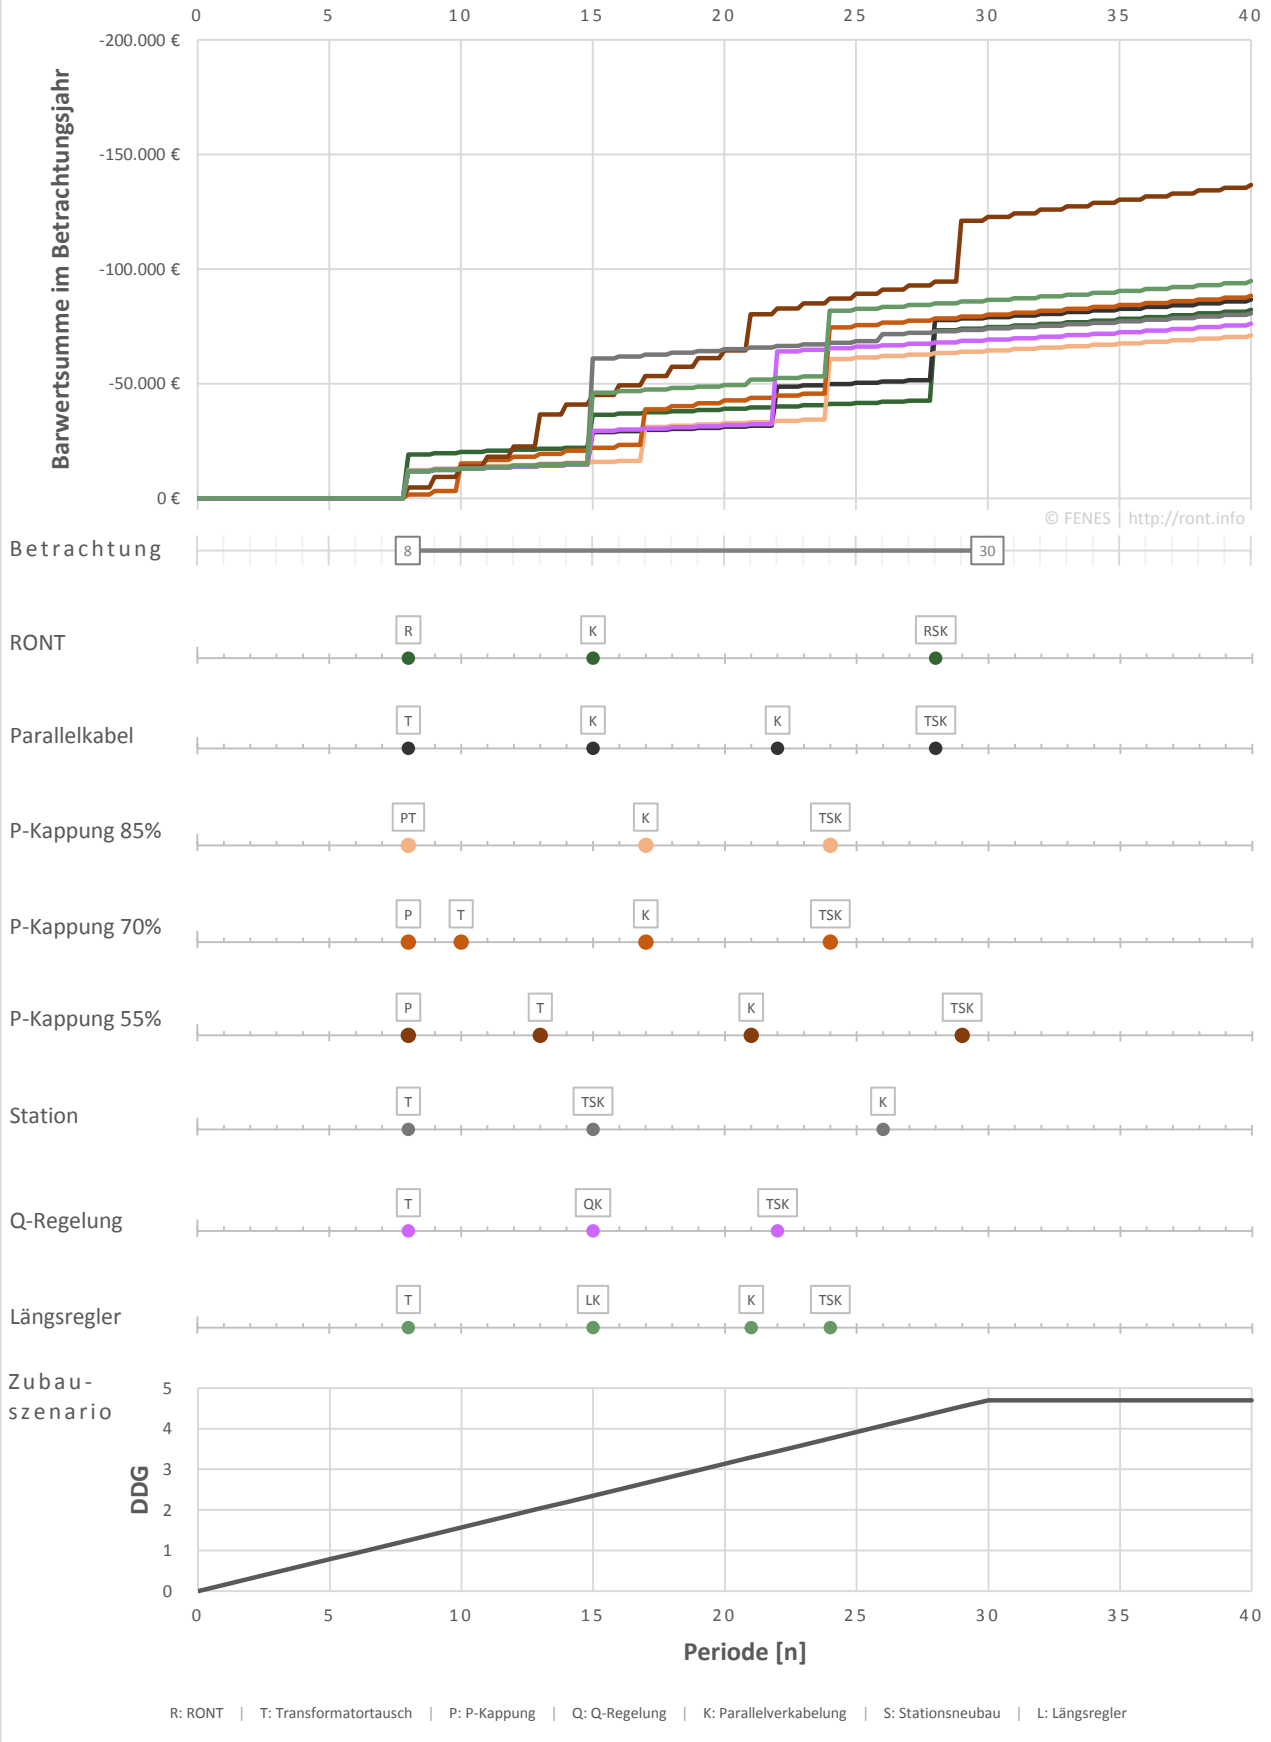 0 5 10 15 20 25 30 35 40
-200.000 €
-150.000 €
-100.000 €
-50.000 €
0 €
Barwertsumme im Betrachtungsjahr
© FENES | http://ront.info
Betrachtung 8 30
R K RSK
RONT
T K K TSK
Parallelkabel
PT K TSK
P-Kappung 85%
P T K TSK
P-Kappung 70%
P T K TSK
P-Kappung 55%
T TSK K
Station
T QK TSK
Q-Regelung
T LK K TSK
Längsregler
Zubau-
szenario
DDG
5
4
3
2
1
0
0 5 10 15 20 25 30 35 40
Periode [n]
R: RONT | T: Transformatortausch | P: P-Kappung | Q: Q-Regelung | K: Parallelverkabelung | S: Stationsneubau | L: Längsregler